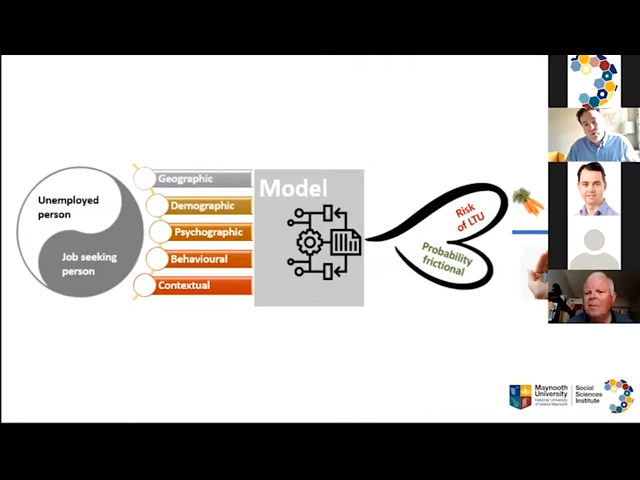 Unemployed
person
Job seeking
person
Geographic
Demographic
Psychographic
Behavioural
Contextual
Model
Risk
of LTU
Probability
frictional
Maynooth
University
National University
of Ireland Maynooth
Social
Sciences
Institute